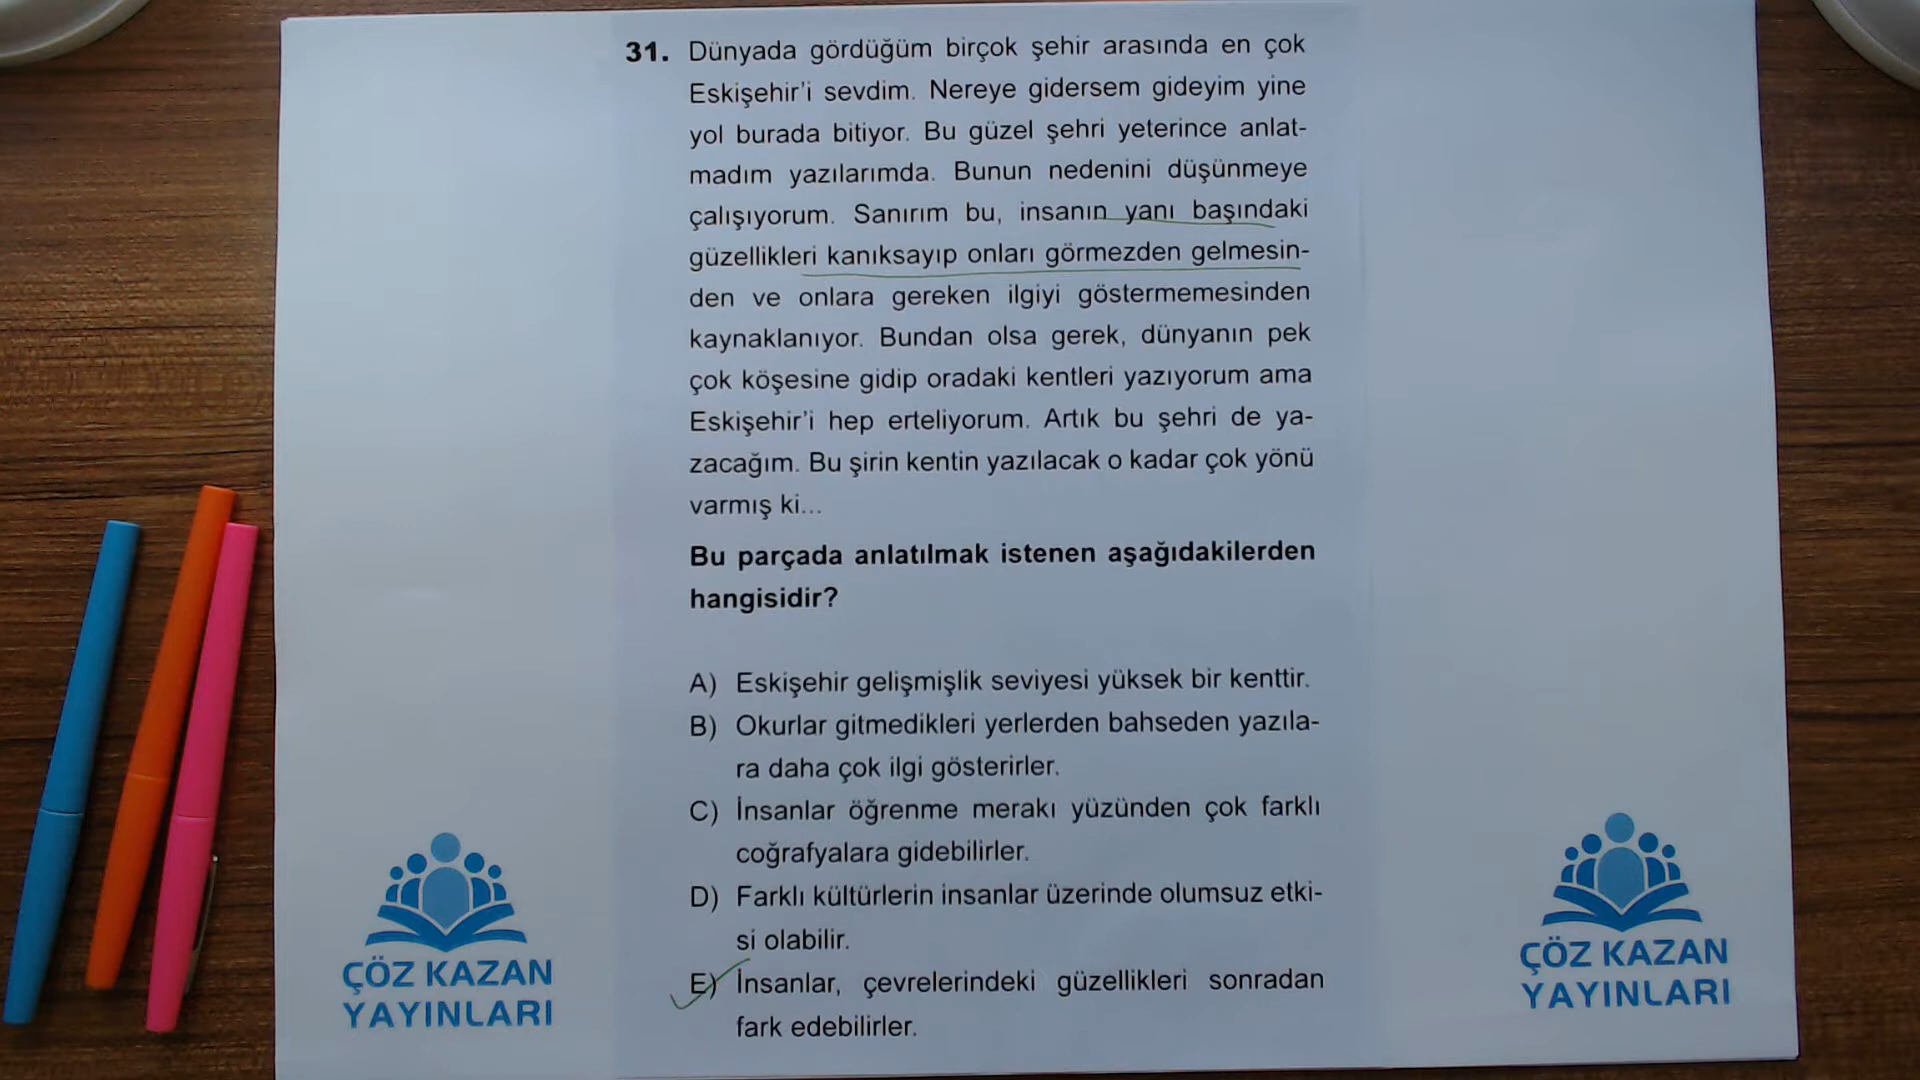 31. Dünyada gördüğüm birçok şehir arasında en çok
Eskişehir'i sevdim. Nereye gidersem gideyim yine
yol burada bitiyor. Bu güzel şehri yeterince anlat-
madım yazılarımda. Bunun nedenini düşünmeye
çalışıyorum. Sanırım bu, insanın yanı başındaki
güzellikleri kanıksayıp onları görmezden gelmesin-
den ve onlara gereken ilgiyi göstermemesinden
kaynaklanıyor. Bundan olsa gerek, dünyanın pek
çok köşesine gidip oradaki kentleri yazıyorum ama
Eskişehir'i hep erteliyorum. Artık bu şehri de ya-
zacağım. Bu şirin kentin yazılacak o kadar çok yönü
varmış ki...
Bu parçada anlatılmak istenen aşağıdakilerden
hangisidir?
A) Eskişehir gelişmişlik seviyesi yüksek bir kenttir.
B) Okurlar gitmedikleri yerlerden bahseden yazıla-
ra daha çok ilgi gösterirler.
C) İnsanlar öğrenme merakı yüzünden çok farklı
coğrafyalara gidebilirler.
D) Farklı kültürlerin insanlar üzerinde olumsuz etki-
si olabilir.
E) İnsanlar, çevrelerindeki güzellikleri sonradan
fark edebilirler.
ÇÖZ KAZAN
YAYINLARI
ÇÖZ KAZAN
YAYINLARI